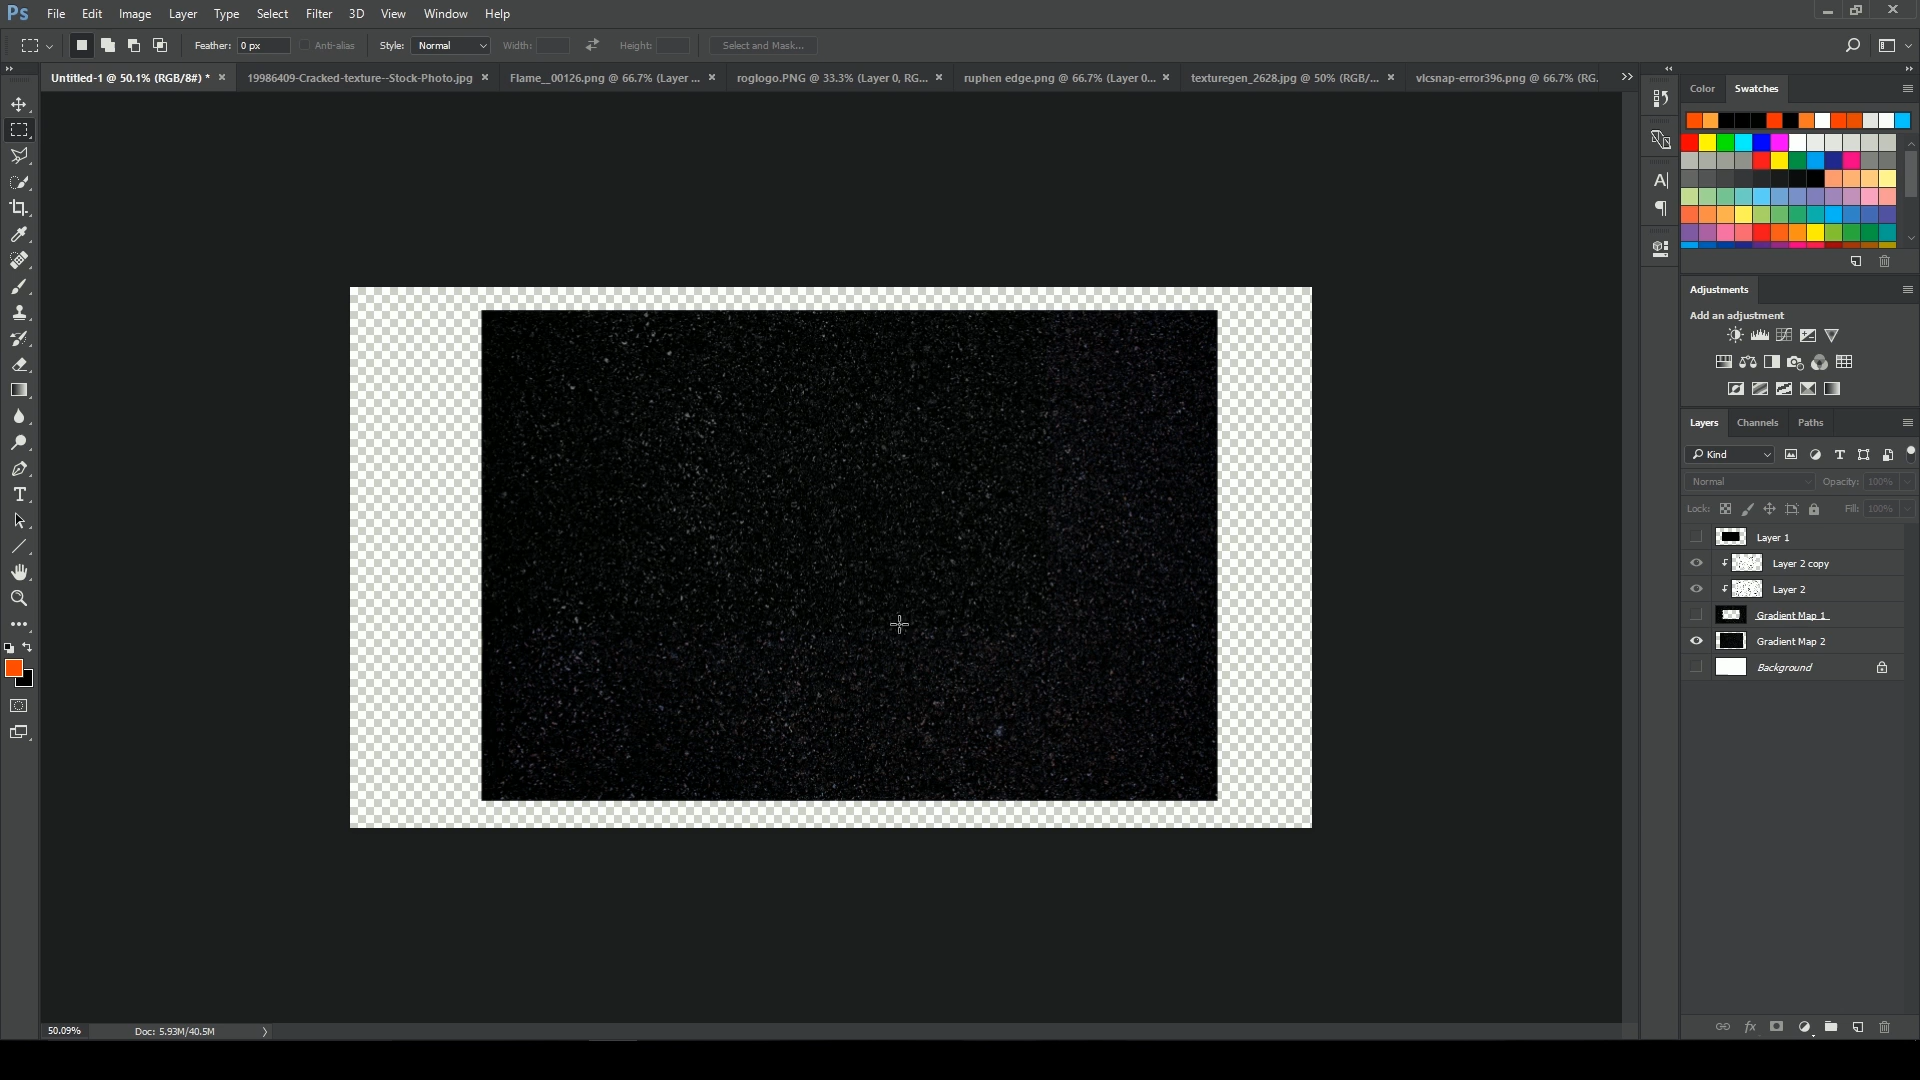 Ps File Edit Image Layer Type Select Filter 3D View Window Help
Feather: 0 px Anti-alias Style: Normal Width: Height: Select and Mask...
Untitled-1 @ 50.1% (RGB/8#) * × 19986409-Cracked-texture--Stock-Photo.jpg × Flame__00126.png @ 66.7% (Layer ... × roglogo.PNG @ 33.3% (Layer 0, RG... × ruphen edge.png @ 66.7% (Layer 0... × texturegen_2628.jpg @ 50% (RGB/... × vlcsnap-error396.png @ 66.7% (RG.
Color Swatches
Adjustments
Add an adjustment
Layers Channels Paths
Kind
Normal Opacity: 100%
Lock: Fill: 100%
Layer 1
Layer 2 copy
Layer 2
Gradient Map 1
Gradient Map 2
Background
50.09% Doc: 5.93M/40.5M